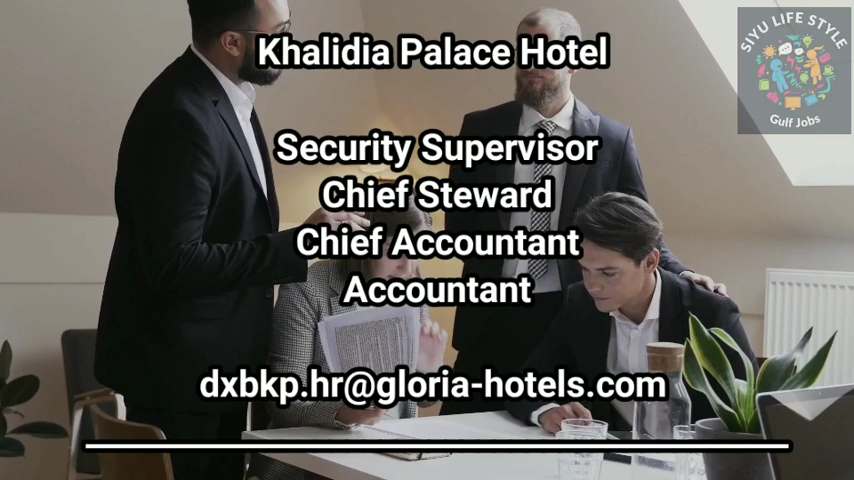 Khalidia Palace Hotel
SIYU LIFE STYLE
Gulf Jobs
Security Supervisor
Chief Steward
Chief Accountant
Accountant
dxbkp.hr@gloria-hotels.com